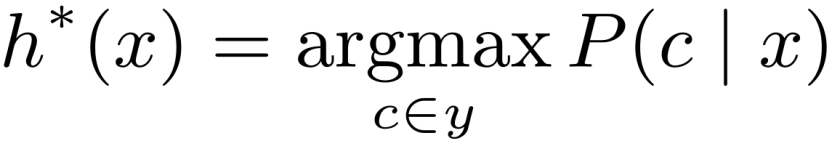 h*(x) = argmax P(c | x)
c∈y